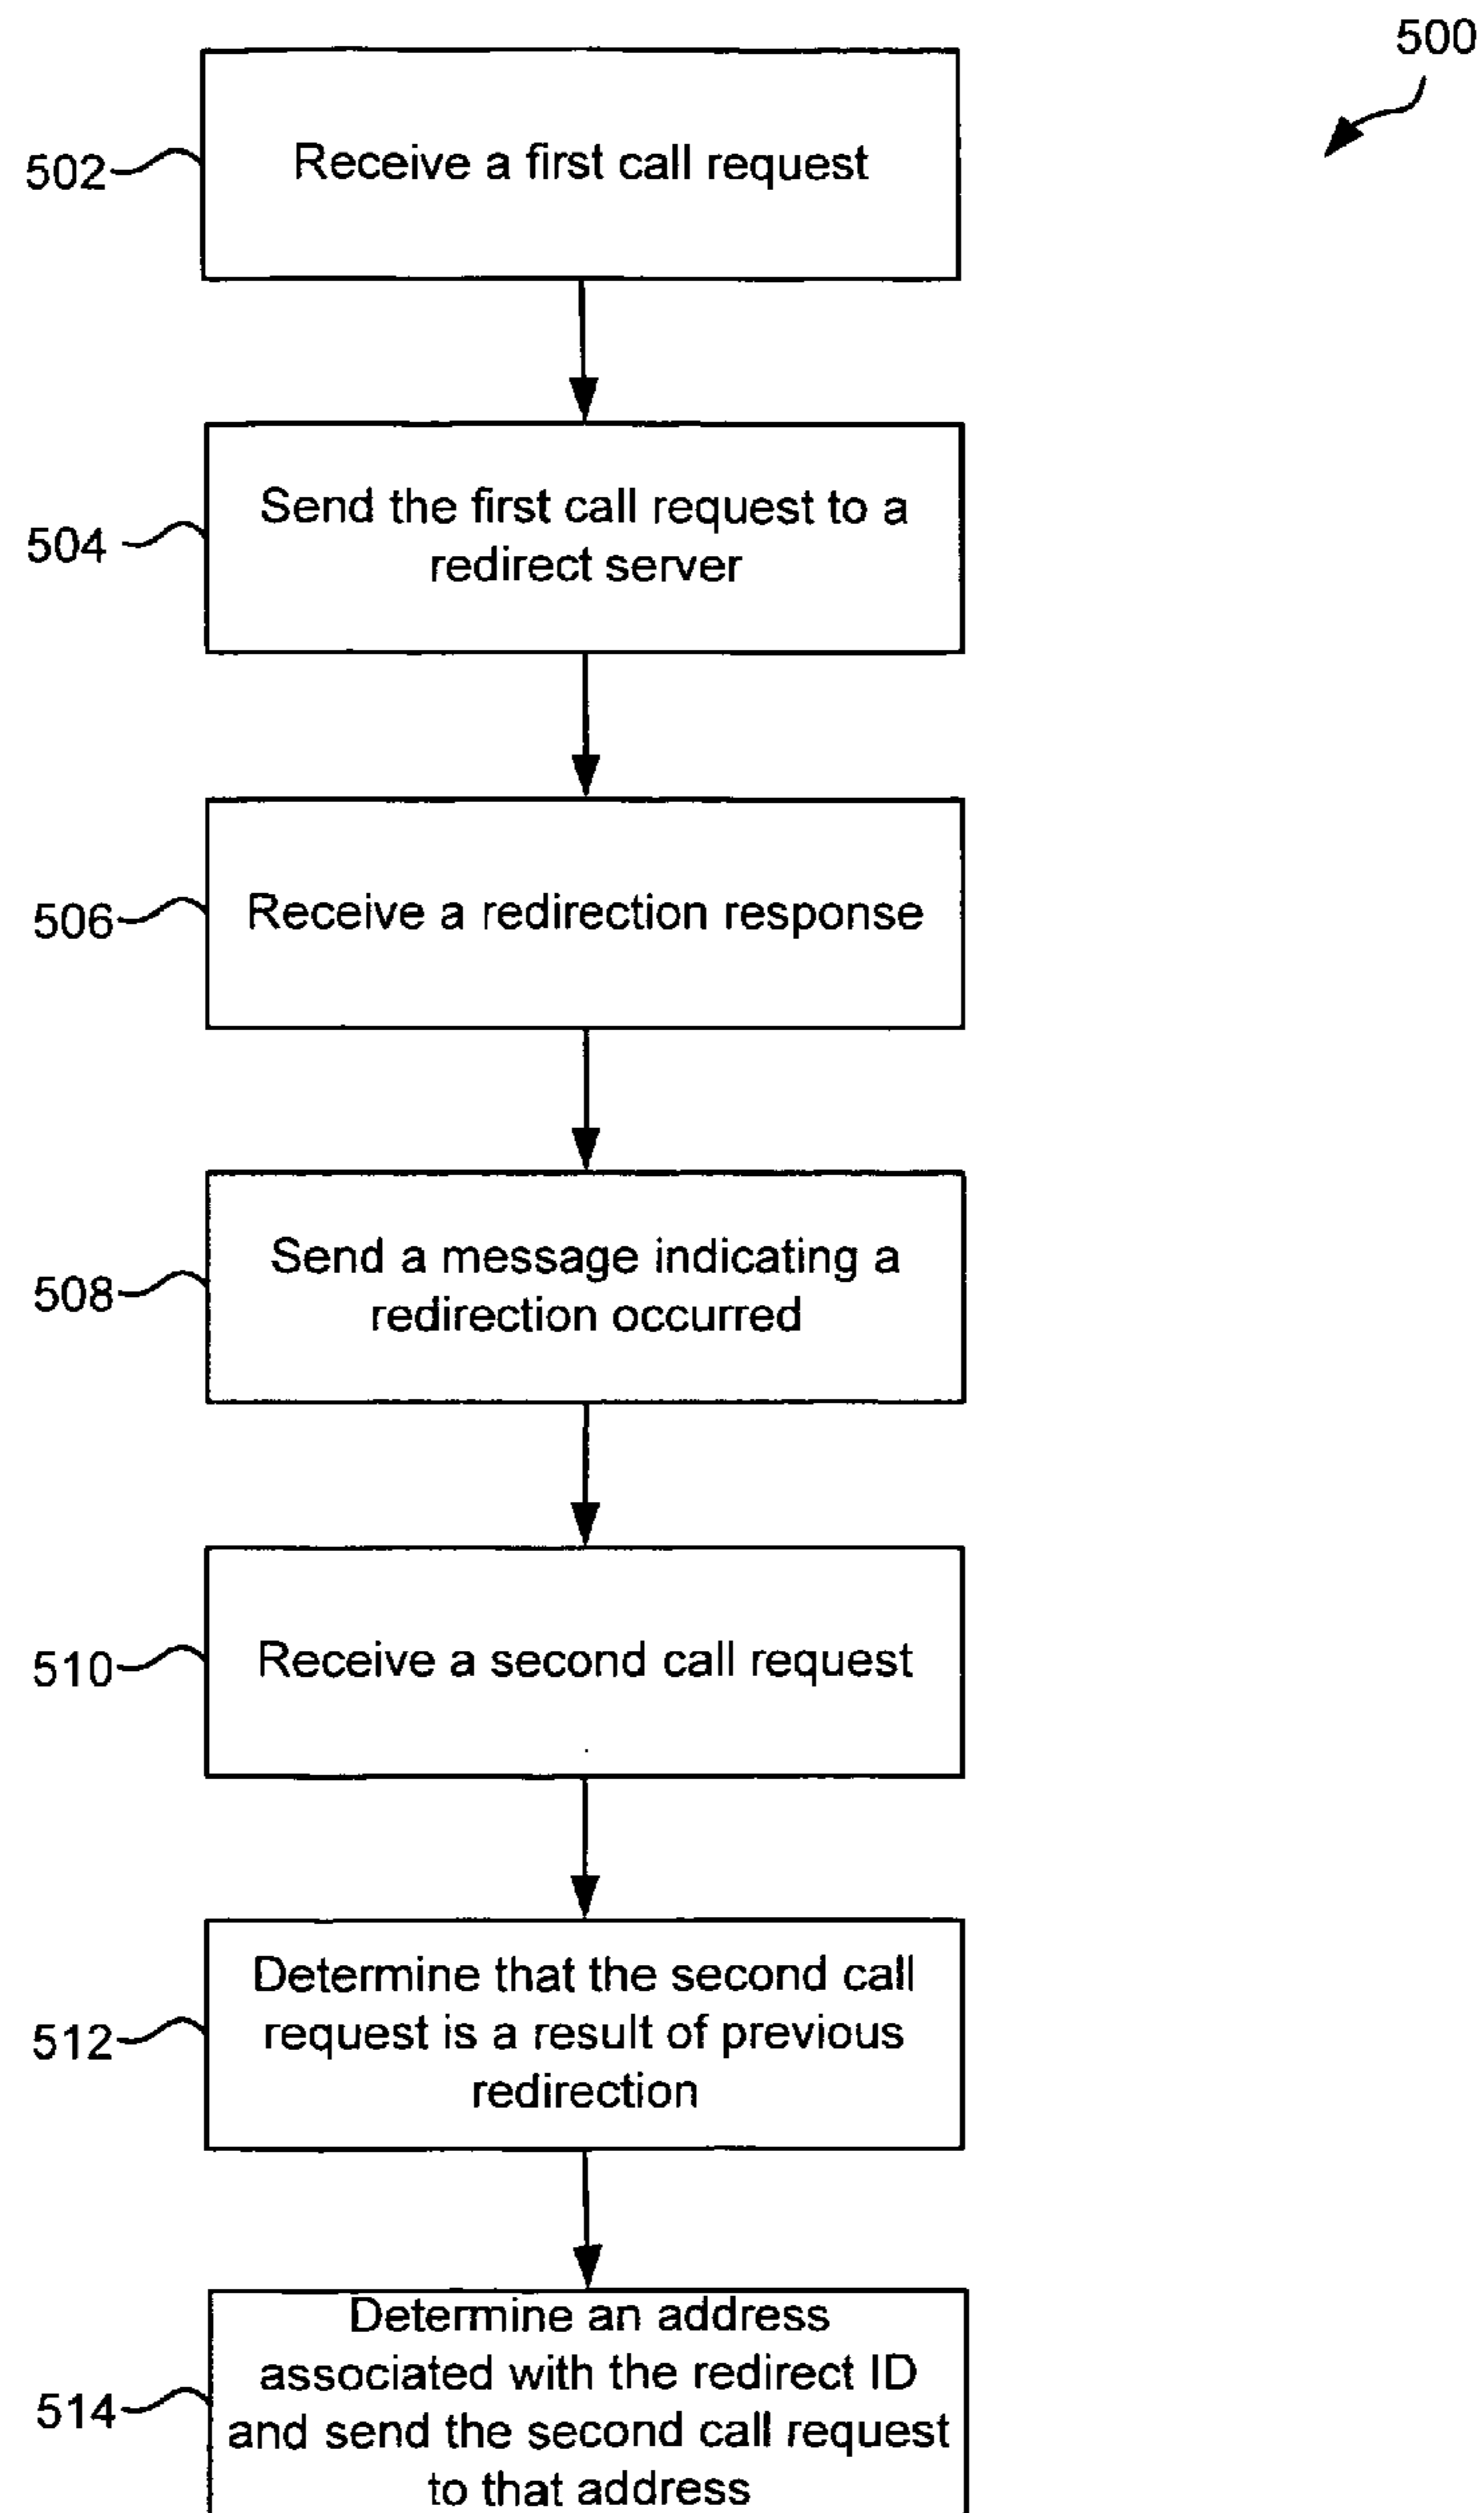 500
502
Receive a first call request
504
Send the first call request to a
redirect server
506
Receive a redirection response
508
Send a message indicating a
redirection occurred
510
Receive a second call request
512
Determine that the second call
request is a result of previous
redirection
514
Determine an address
associated with the redirect ID
and send the second call request
to that address